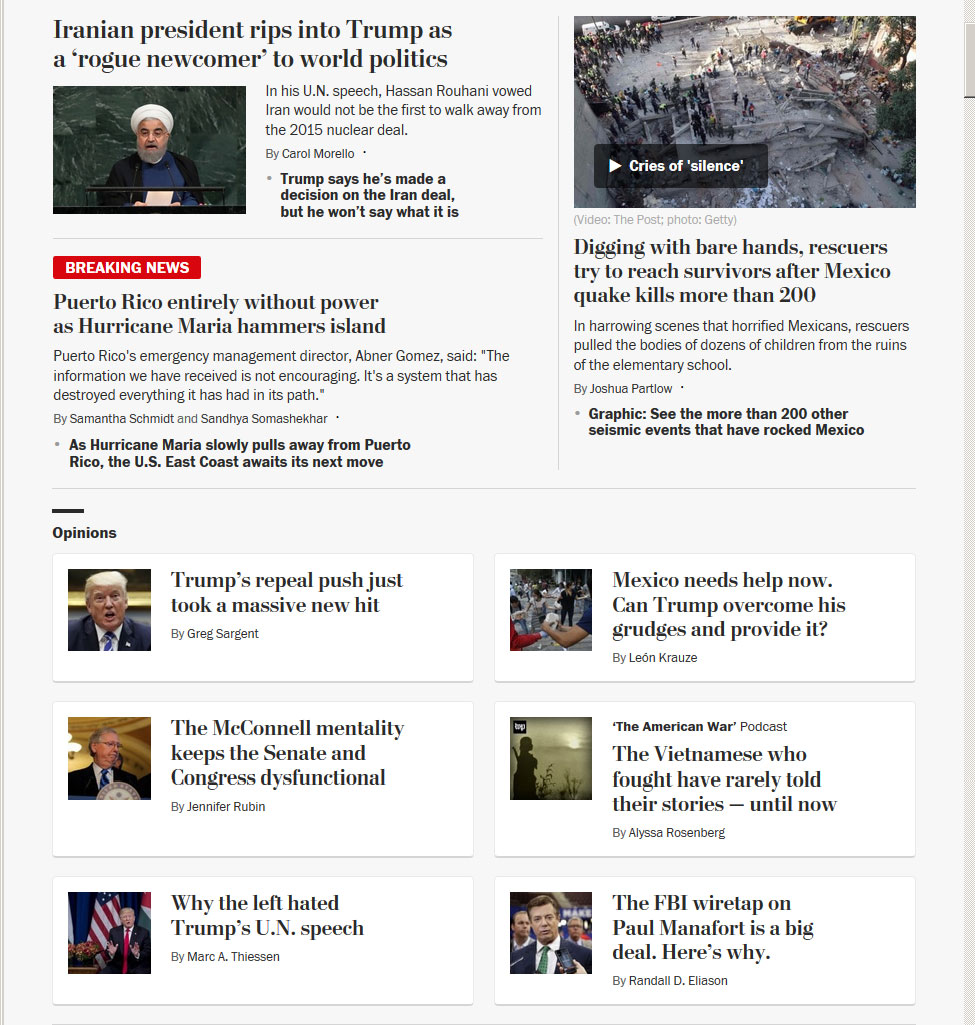 Iranian president rips into Trump as
a ‘rogue newcomer’ to world politics
In his U.N. speech, Hassan Rouhani vowed
Iran would not be the first to walk away from
the 2015 nuclear deal.
By Carol Morello •
• Trump says he’s made a
decision on the Iran deal,
but he won’t say what it is
BREAKING NEWS
Puerto Rico entirely without power
as Hurricane Maria hammers island
Puerto Rico's emergency management director, Abner Gomez, said: "The
information we have received is not encouraging. It's a system that has
destroyed everything it has had in its path."
By Samantha Schmidt and Sandhya Somashekhar •
• As Hurricane Maria slowly pulls away from Puerto
Rico, the U.S. East Coast awaits its next move
Cries of 'silence'
(Video: The Post; photo: Getty)
Digging with bare hands, rescuers
try to reach survivors after Mexico
quake kills more than 200
In harrowing scenes that horrified Mexicans, rescuers
pulled the bodies of dozens of children from the ruins
of the elementary school.
By Joshua Partlow •
• Graphic: See the more than 200 other
seismic events that have rocked Mexico
Opinions
Trump’s repeal push just
took a massive new hit
By Greg Sargent
Mexico needs help now.
Can Trump overcome his
grudges and provide it?
By León Krauze
The McConnell mentality
keeps the Senate and
Congress dysfunctional
By Jennifer Rubin
wp
‘The American War’ Podcast
The Vietnamese who
fought have rarely told
their stories — until now
By Alyssa Rosenberg
Why the left hated
Trump’s U.N. speech
By Marc A. Thiessen
The FBI wiretap on
Paul Manafort is a big
deal. Here’s why.
By Randall D. Eliason